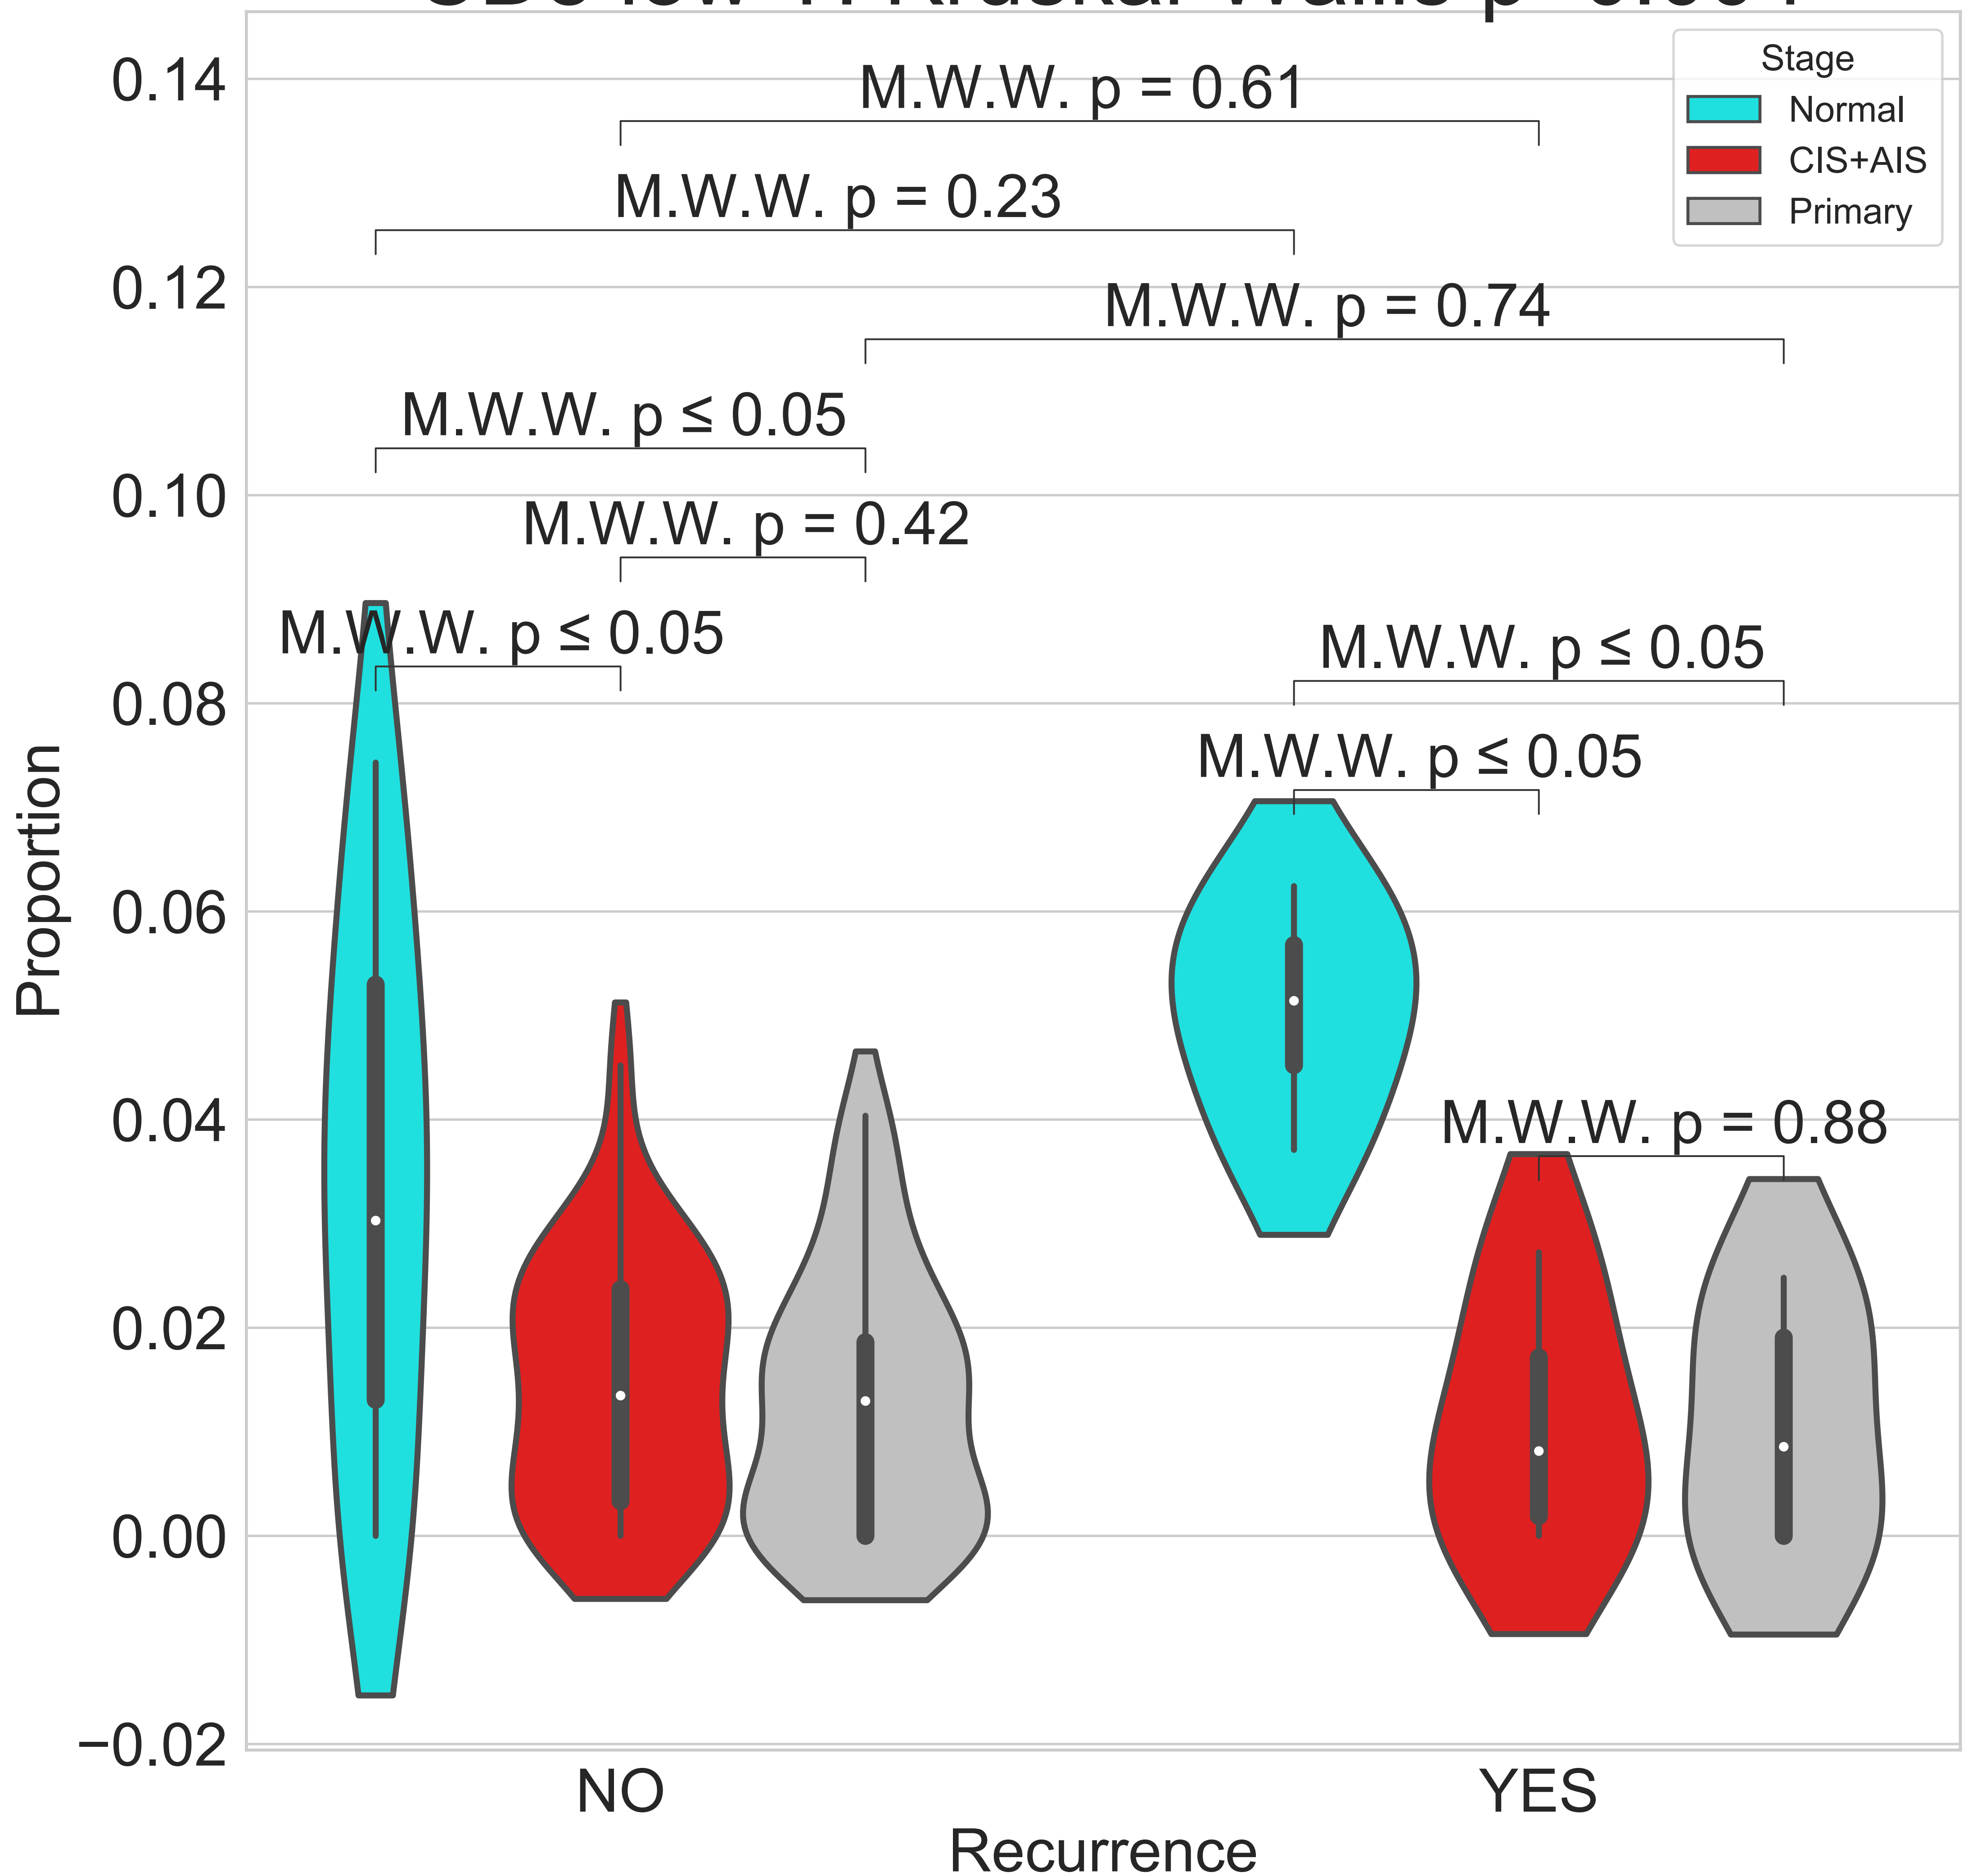 Stage
Normal
CIS+AIS
Primary
M.W.W. p = 0.61
M.W.W. p = 0.23
M.W.W. p = 0.74
M.W.W. p ≤ 0.05
M.W.W. p = 0.42
M.W.W. p ≤ 0.05
M.W.W. p ≤ 0.05
M.W.W. p ≤ 0.05
M.W.W. p = 0.88
0.14
0.12
0.10
0.08
0.06
0.04
0.02
0.00
−0.02
Proportion
NO
YES
Recurrence